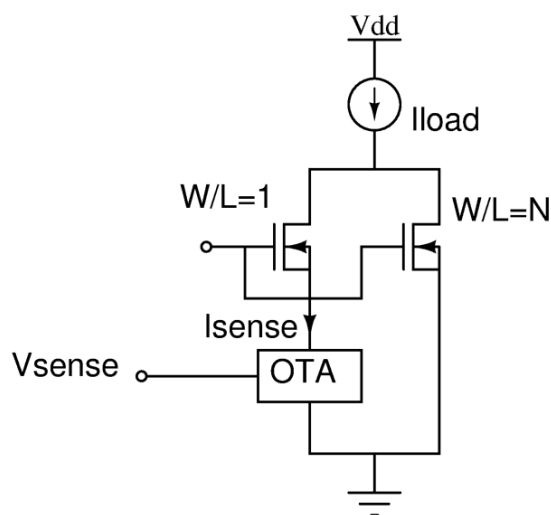 Vdd
Iload
W/L=1
W/L=N
Isense
OTA
Vsense